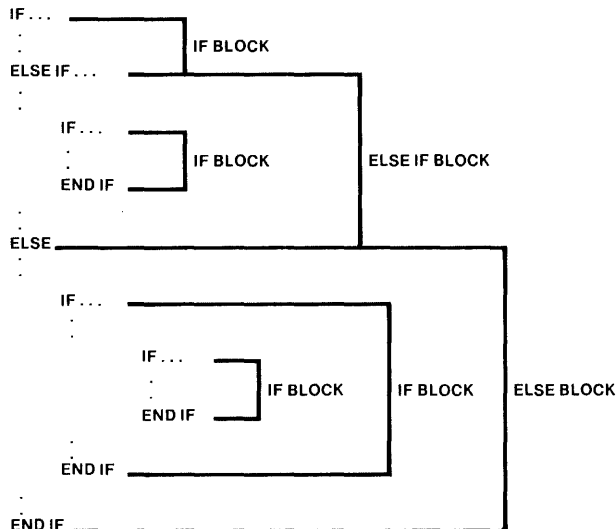 IF . . .
IF BLOCK
ELSE IF . . .
IF . . .
IF BLOCK
ELSE IF BLOCK
END IF
ELSE
IF . . .
IF . . .
IF BLOCK
IF BLOCK
ELSE BLOCK
END IF
END IF
END IF